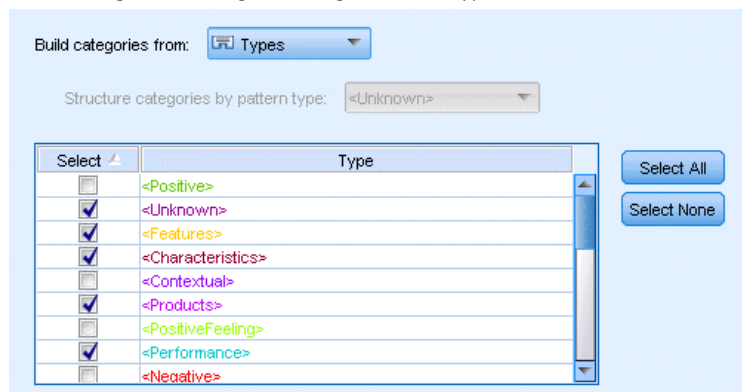 Build categories from: Types
Structure categories by pattern type: <Unknown>
Select Type
<Positive>
<Unknown>
<Features>
<Characteristics>
<Contextual>
<Products>
<PositiveFeeling>
<Performance>
<Negative>
Select All
Select None